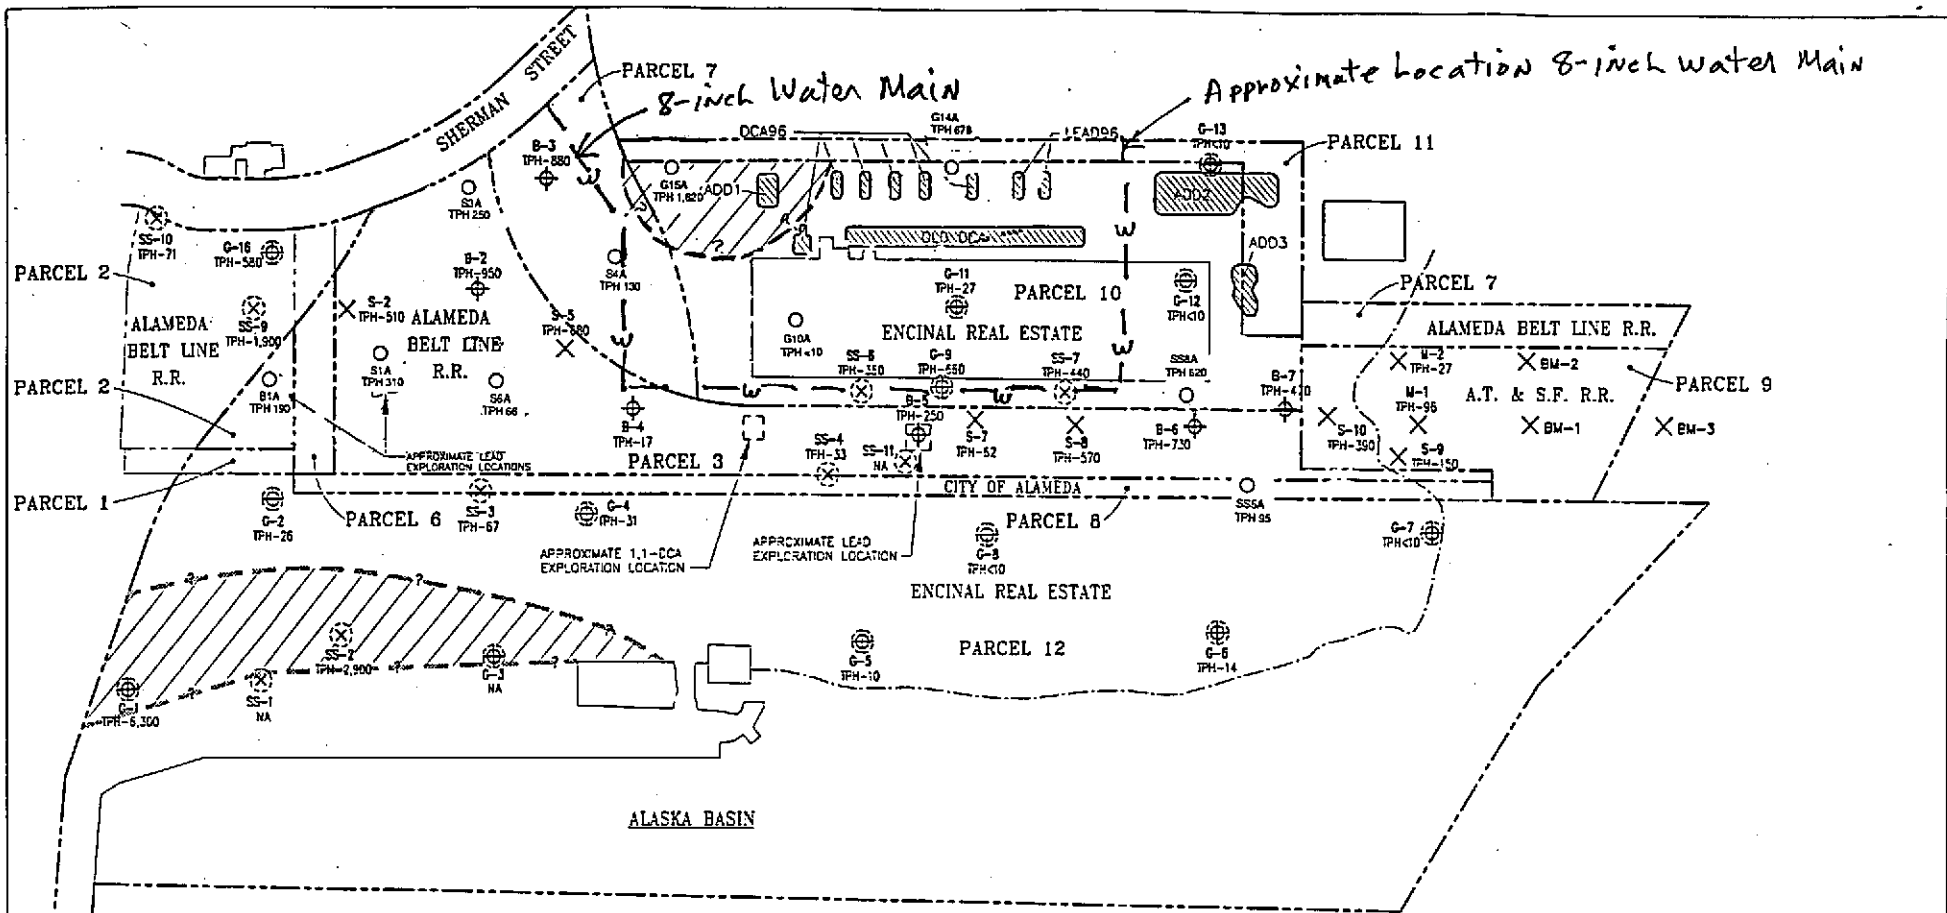 SHERMAN STREET
PARCEL 7
8-inch Water Main
Approximate Location 8-inch Water Main
B-3
TPH-880
DCA96
G14A
TPH 678
LEAD96
G-13
TPH<10
PARCEL 11
S3A
TPH 250
G15A
TPH 1,620
ADD1
ADD2
SS-10
TPH-71
G-16
TPH-580
PARCEL 2
B-2
TPH-950
S4A
TPH 130
OLD DCA
ADD3
G-11
TPH-27
PARCEL 10
G-12
TPH<10
PARCEL 7
ALAMEDA
BELT LINE
R.R.
SS-9
TPH-1,900
S-2
TPH-510
ALAMEDA
BELT LINE
R.R.
S-5
TPH-680
G10A
TPH<10
ENCINAL REAL ESTATE
ALAMEDA BELT LINE R.R.
S1A
TPH 310
SS-6
TPH-350
G-9
TPH-650
SS-7
TPH-440
SS8A
TPH 620
B-7
TPH-470
M-2
TPH-27
BM-2
PARCEL 9
PARCEL 2
B1A
TPH 190
S6A
TPH 66
W
W
W
W
W
W
B-4
TPH-17
B-5
TPH-250
S-7
TPH-52
S-8
TPH-570
B-6
TPH-730
S-10
TPH-390
M-1
TPH-96
A.T. & S.F. R.R.
BM-1
BM-3
APPROXIMATE LEAD
EXPLORATION LOCATIONS
PARCEL 3
SS-4
TPH-33
SS-11
NA
S-9
TPH-150
PARCEL 1
G-2
TPH-26
PARCEL 6
SS-3
TPH-67
G-4
TPH-31
CITY OF ALAMEDA
PARCEL 8
SS5A
TPH 95
G-7
TPH<10
APPROXIMATE 1,1-DCA
EXPLORATION LOCATION
APPROXIMATE LEAD
EXPLORATION LOCATION
G-8
TPH<10
ENCINAL REAL ESTATE
PARCEL 12
SS-2
TPH-2,900
G-3
NA
G-5
TPH-10
G-6
TPH-14
G-1
TPH-6,300
SS-1
NA
ALASKA BASIN